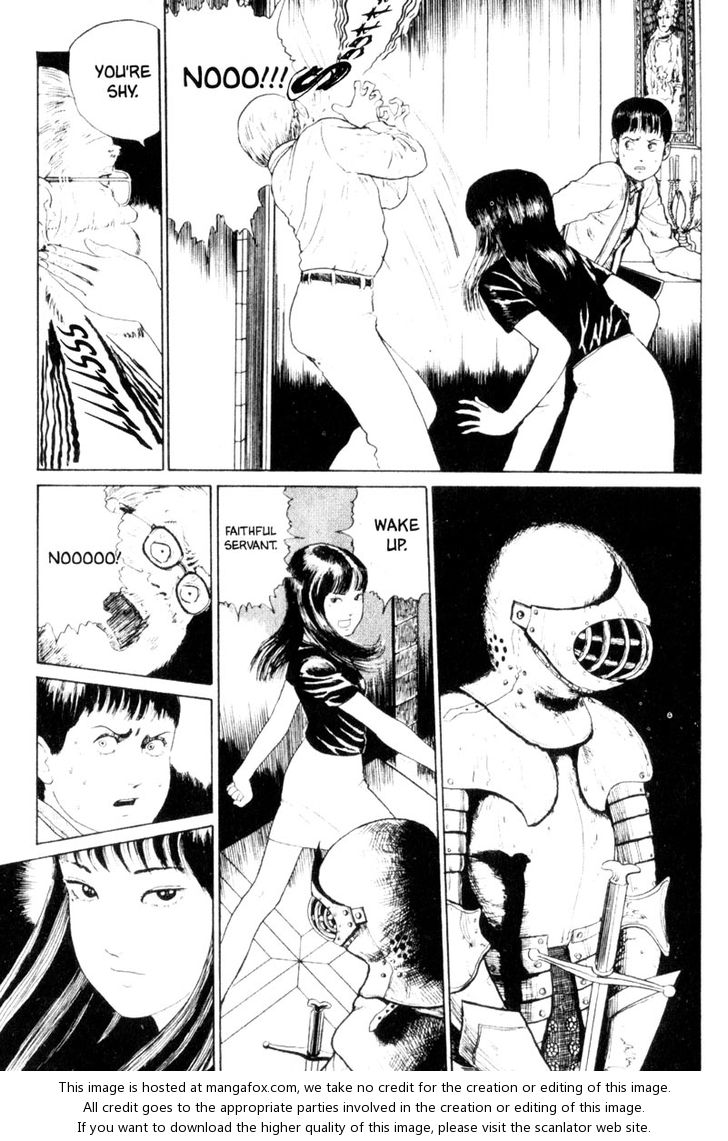 YOU'RE
SHY.
NOOO!!!
NOOOOO!
FAITHFUL
SERVANT.
WAKE
UP.
This image is hosted at mangafox.com, we take no credit for the creation or editing of this image.
All credit goes to the appropriate parties involved in the creation or editing of this image.
If you want to download the higher quality of this image, please visit the scanlator web site.